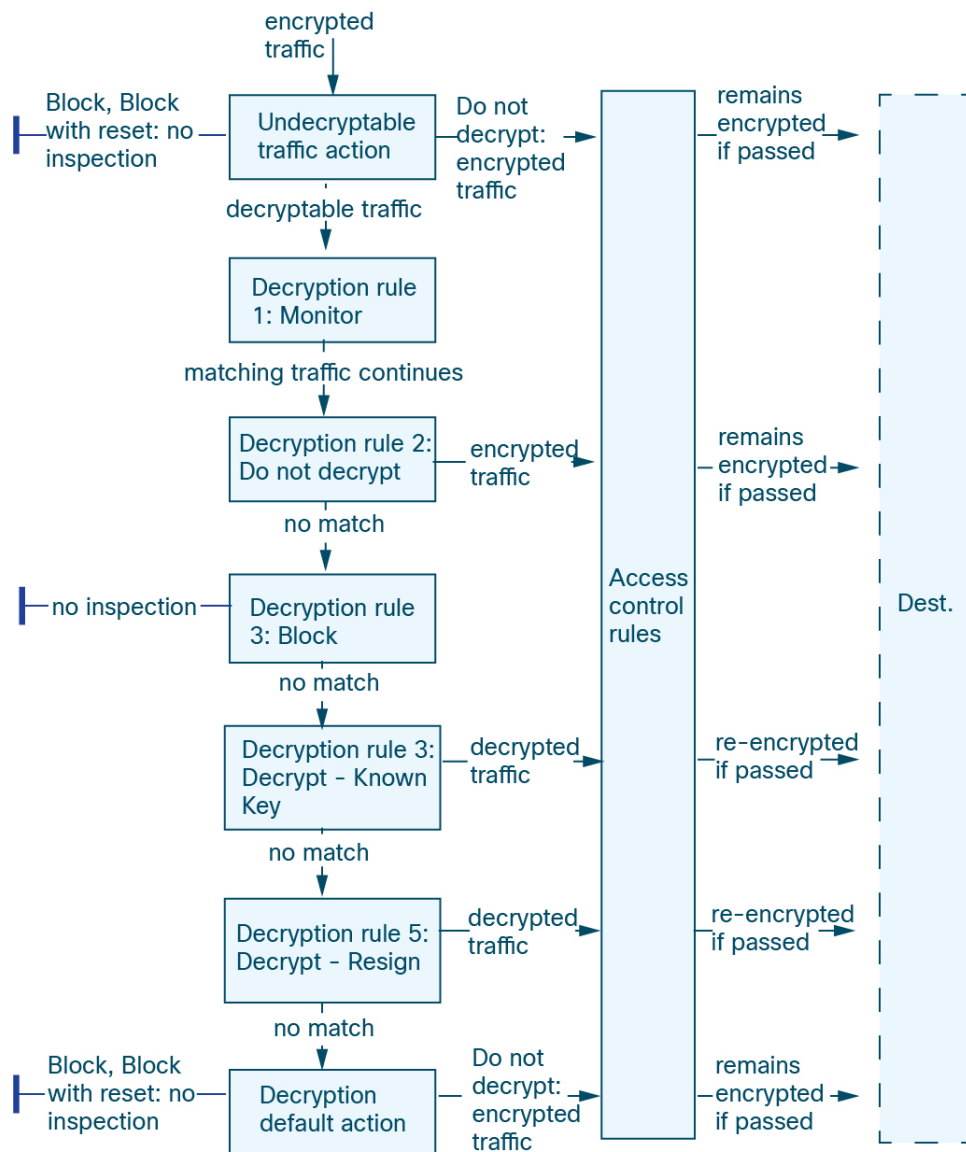 encrypted
traffic
Block, Block
with reset: no
inspection
Undecryptable
traffic action
Do not
decrypt:
encrypted
traffic
remains
encrypted
if passed
decryptable traffic
Decryption rule
1: Monitor
matching traffic continues
Decryption rule 2:
Do not decrypt
encrypted
traffic
remains
encrypted
if passed
no match
no inspection
Decryption rule
3: Block
Access
control
rules
Dest.
no match
Decryption rule 3:
Decrypt - Known
Key
decrypted
traffic
re-encrypted
if passed
no match
Decryption rule 5:
Decrypt - Resign
decrypted
traffic
re-encrypted
if passed
no match
Block, Block
with reset: no
inspection
Decryption
default action
Do not
decrypt:
encrypted
traffic
remains
encrypted
if passed